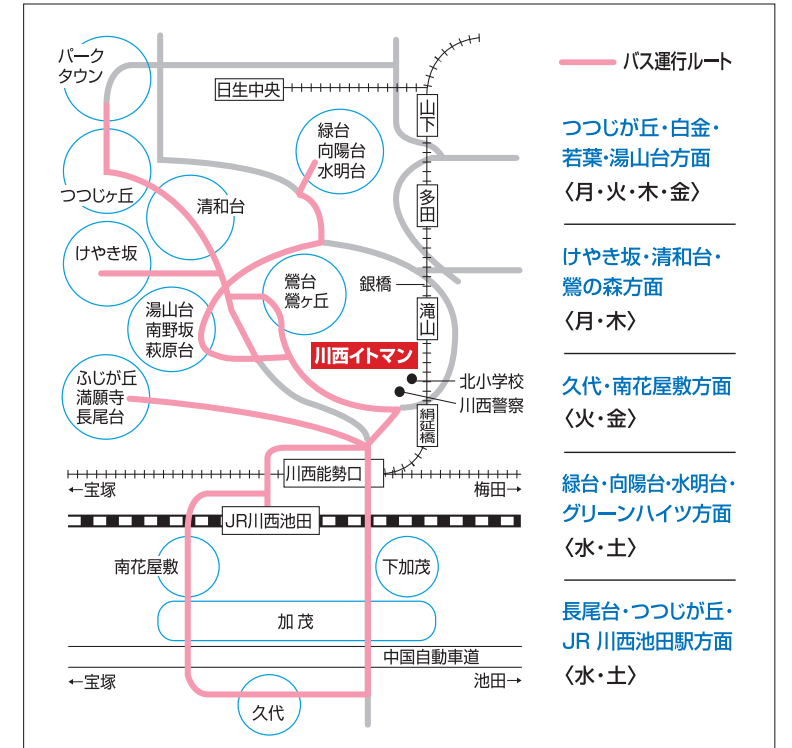 パーク
タウン
日生中央
山下
緑台
向陽台
水明台
つつじヶ丘
清和台
多田
けやき坂
鶯台
鶯ヶ丘
銀橋
滝山
湯山台
南野坂
萩原台
川西イトマン
ふじが丘
満願寺
長尾台
北小学校
川西警察
絹延橋
川西能勢口
←宝塚
梅田→
JR川西池田
南花屋敷
下加茂
加茂
中国自動車道
←宝塚
池田→
久代
バス運行ルート
つつじが丘・白金・
若葉・湯山台方面
〈月・火・木・金〉
けやき坂・清和台・
鶯の森方面
〈月・木〉
久代・南花屋敷方面
〈火・金〉
緑台・向陽台・水明台・
グリーンハイツ方面
〈水・土〉
長尾台・つつじが丘・
JR 川西池田駅方面
〈水・土〉